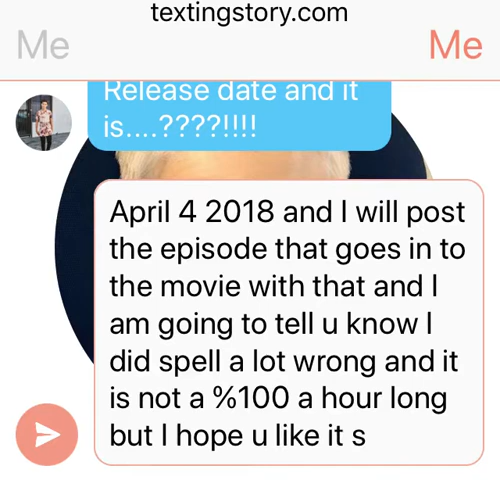 textingstory.com
Me
Me
Release date and it
is....????!!!!
April 4 2018 and I will post
the episode that goes in to
the movie with that and I
am going to tell u know I
did spell a lot wrong and it
is not a %100 a hour long
but I hope u like it s